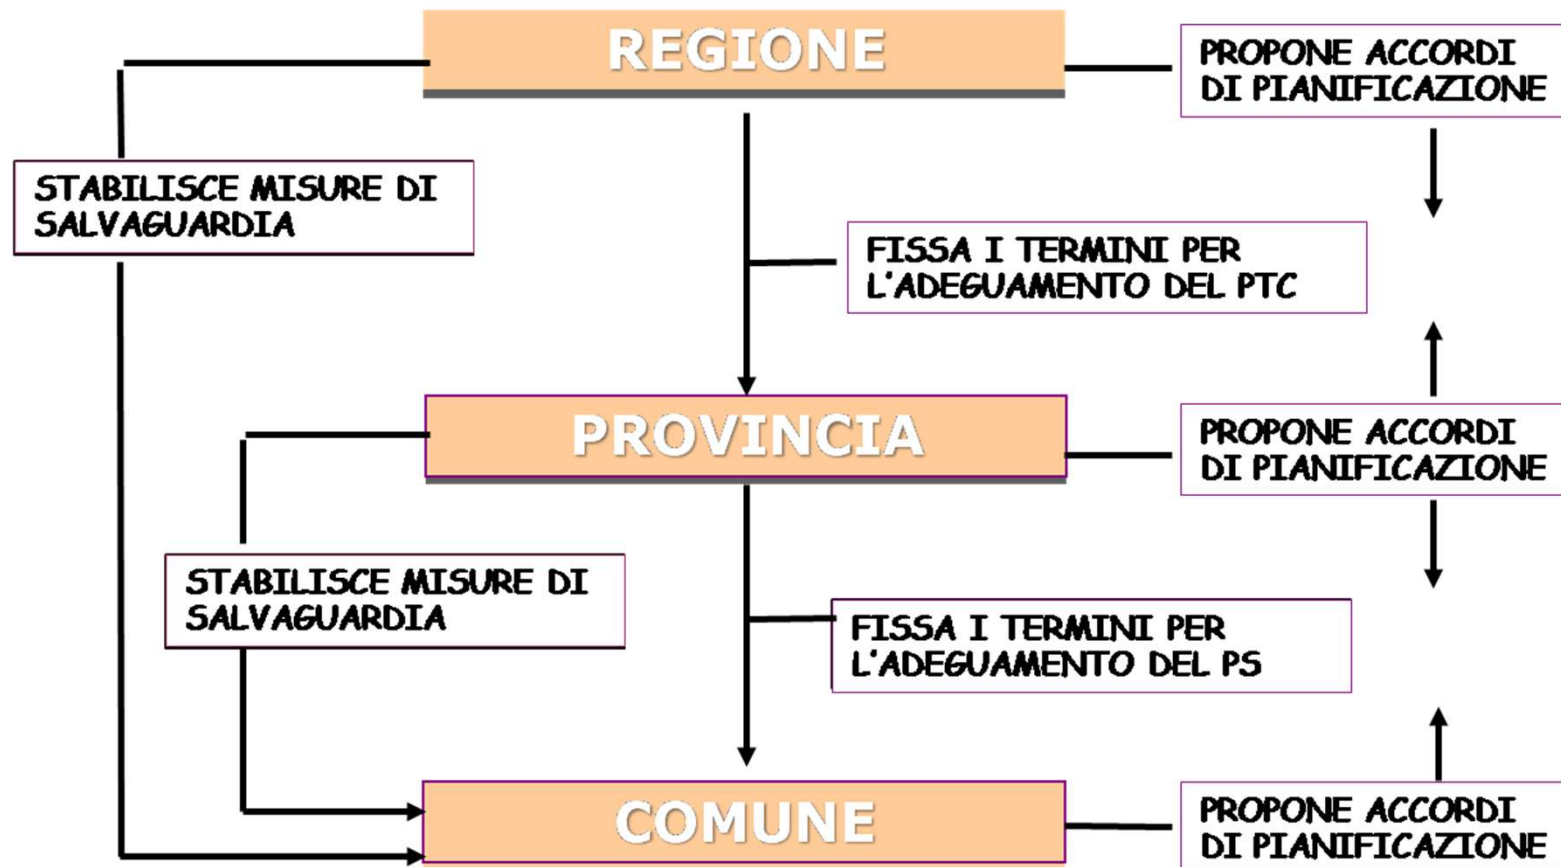 REGIONE
PROPONE ACCORDI
DI PIANIFICAZIONE
STABILISCE MISURE DI
SALVAGUARDIA
FISSA I TERMINI PER
L'ADEGUAMENTO DEL PTC
PROVINCIA
PROPONE ACCORDI
DI PIANIFICAZIONE
STABILISCE MISURE DI
SALVAGUARDIA
FISSA I TERMINI PER
L'ADEGUAMENTO DEL PS
COMUNE
PROPONE ACCORDI
DI PIANIFICAZIONE